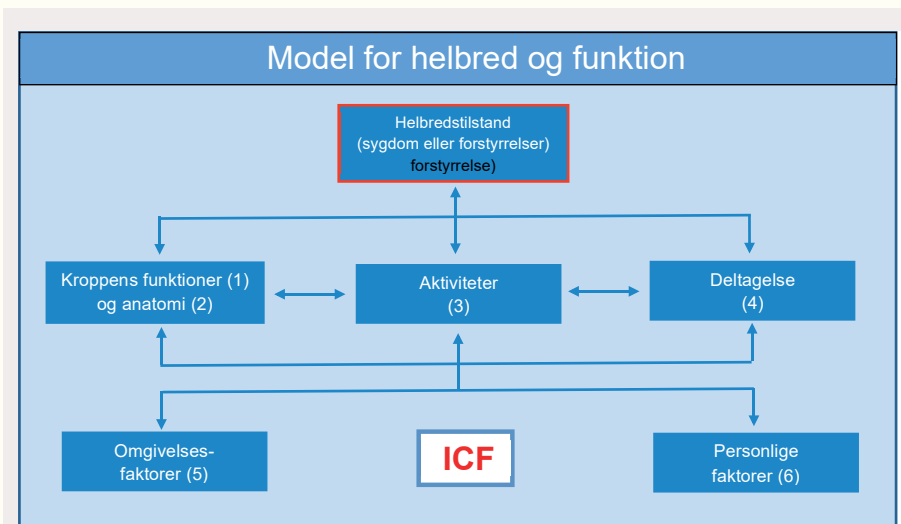 Model for helbred og funktion
Helbredstilstand
(sygdom eller forstyrrelser)
forstyrrelse)
Kroppens funktioner (1)
og anatomi (2)
Aktiviteter
(3)
Deltagelse
(4)
Omgivelses-
faktorer (5)
ICF
Personlige
faktorer (6)